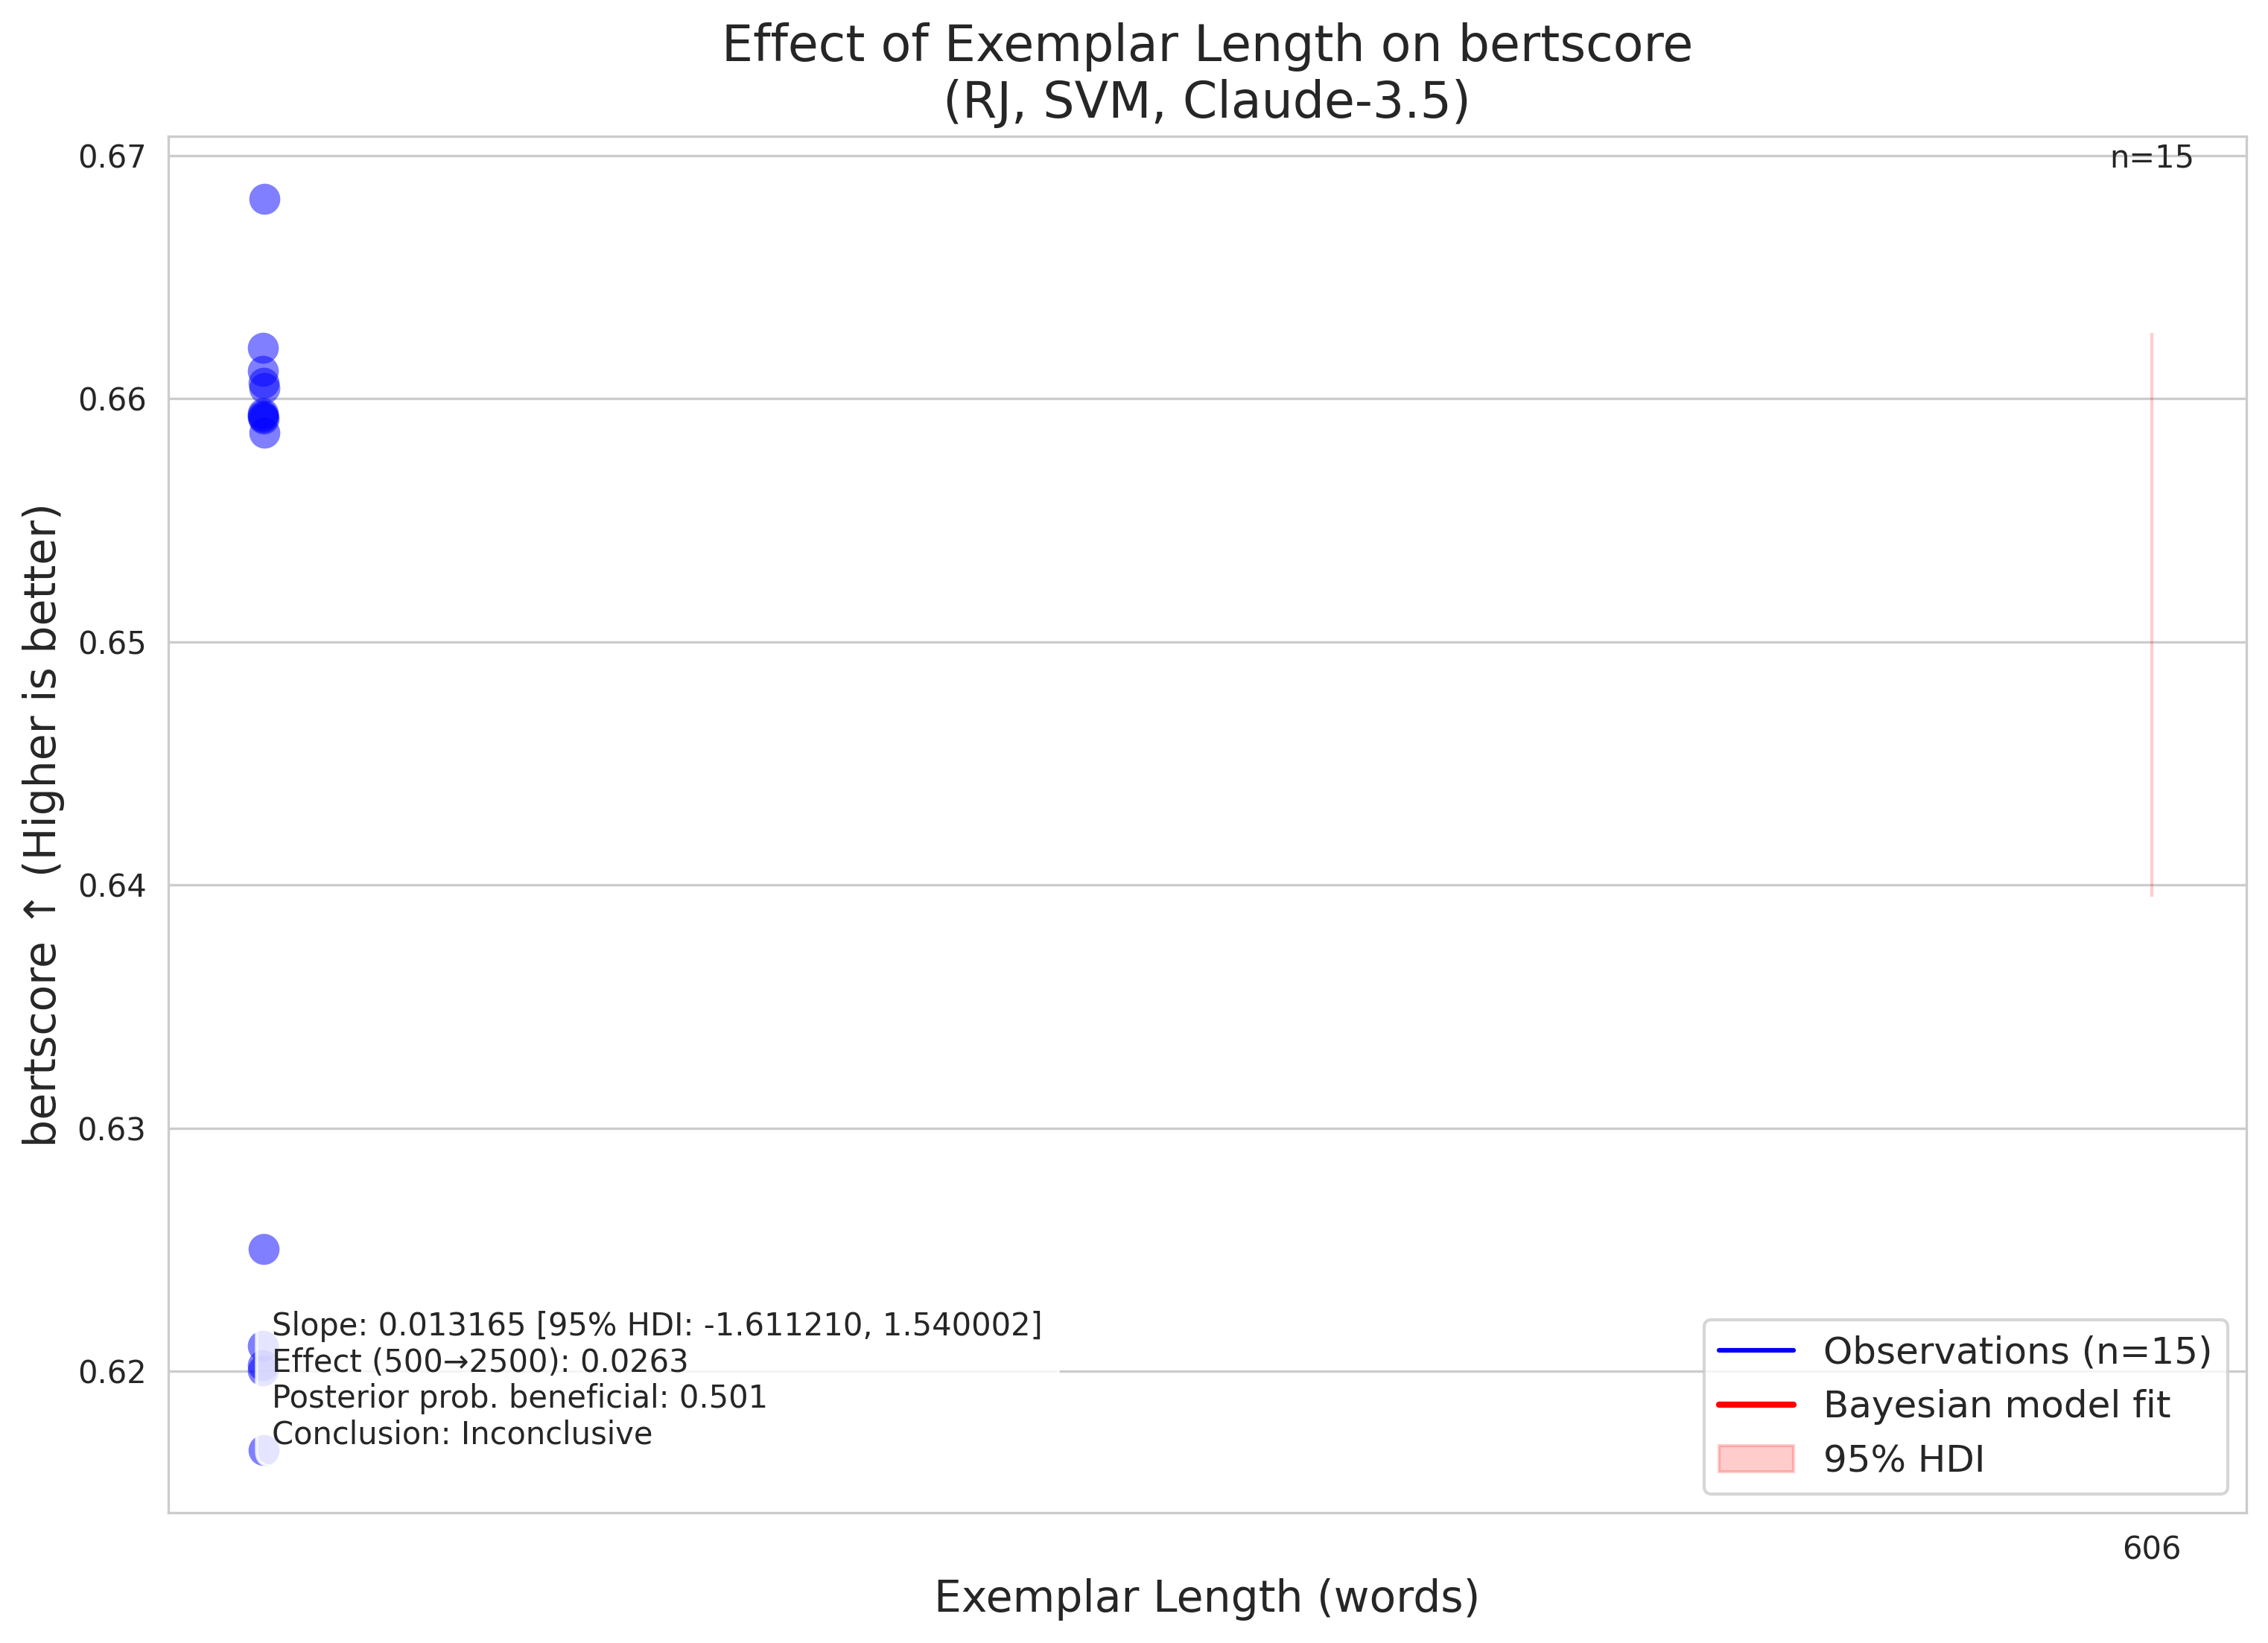 Effect of Exemplar Length on bertscore
(RJ, SVM, Claude-3.5)
bertscore ↑ (Higher is better)
0.67
0.66
0.65
0.64
0.63
0.62
n=15
Slope: 0.013165 [95% HDI: -1.611210, 1.540002]
Effect (500→2500): 0.0263
Posterior prob. beneficial: 0.501
Conclusion: Inconclusive
Observations (n=15)
Bayesian model fit
95% HDI
606
Exemplar Length (words)